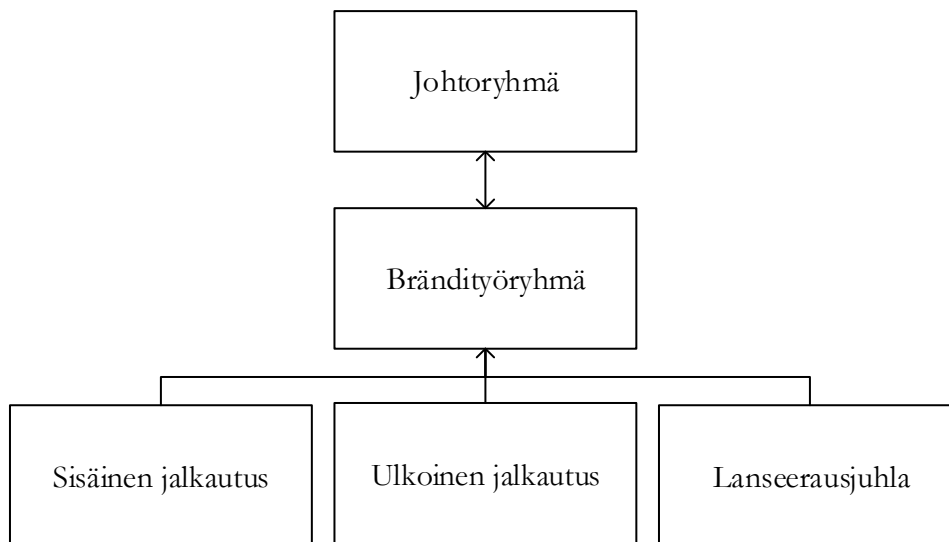 Johtoryhmä
Brändityöryhmä
Sisäinen jalkautus
Ulkoinen jalkautus
Lanseerausjuhla